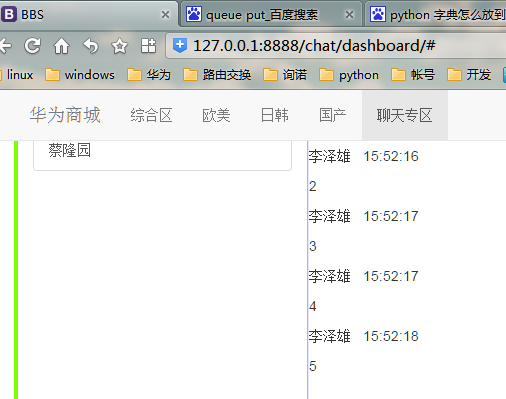 BBS
queue put_百度搜索
python 字典怎么放到
127.0.0.1:8888/chat/dashboard/#
linux windows 华为 路由交换 询诺 python 帐号 开发
华为商城 综合区 欧美 日韩 国产 聊天专区
蔡隆园
李泽雄 15:52:16
2
李泽雄 15:52:17
3
李泽雄 15:52:17
4
李泽雄 15:52:18
5